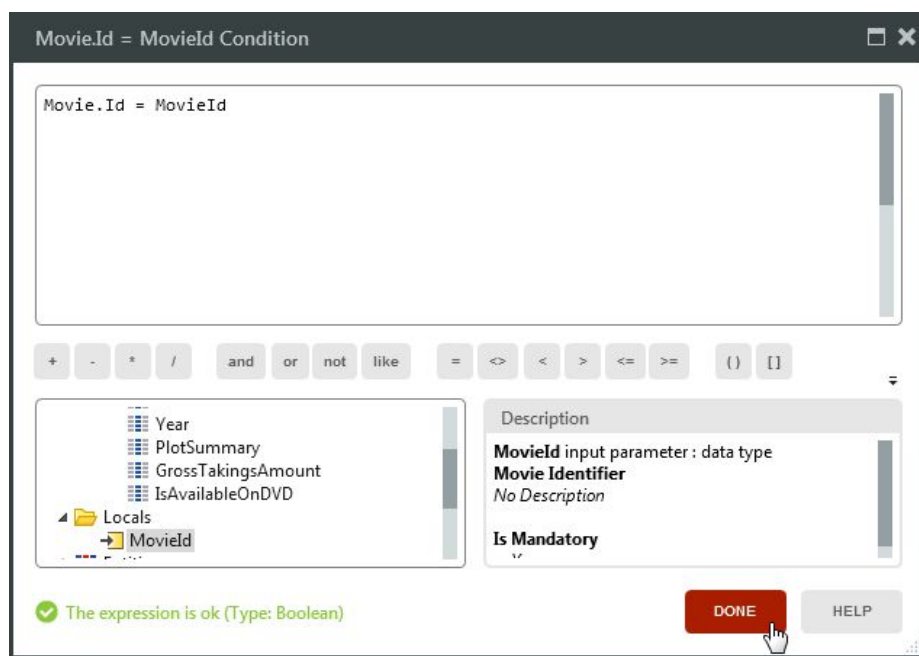 Movie.Id = MovieId Condition
Movie.Id = MovieId
+ - * / and or not like = <> < > <= >= () []
Year
PlotSummary
GrossTakingsAmount
IsAvailableOnDVD
Locals
MovieId
Description
MovieId input parameter : data type
Movie Identifier
No Description
Is Mandatory
The expression is ok (Type: Boolean)
DONE HELP